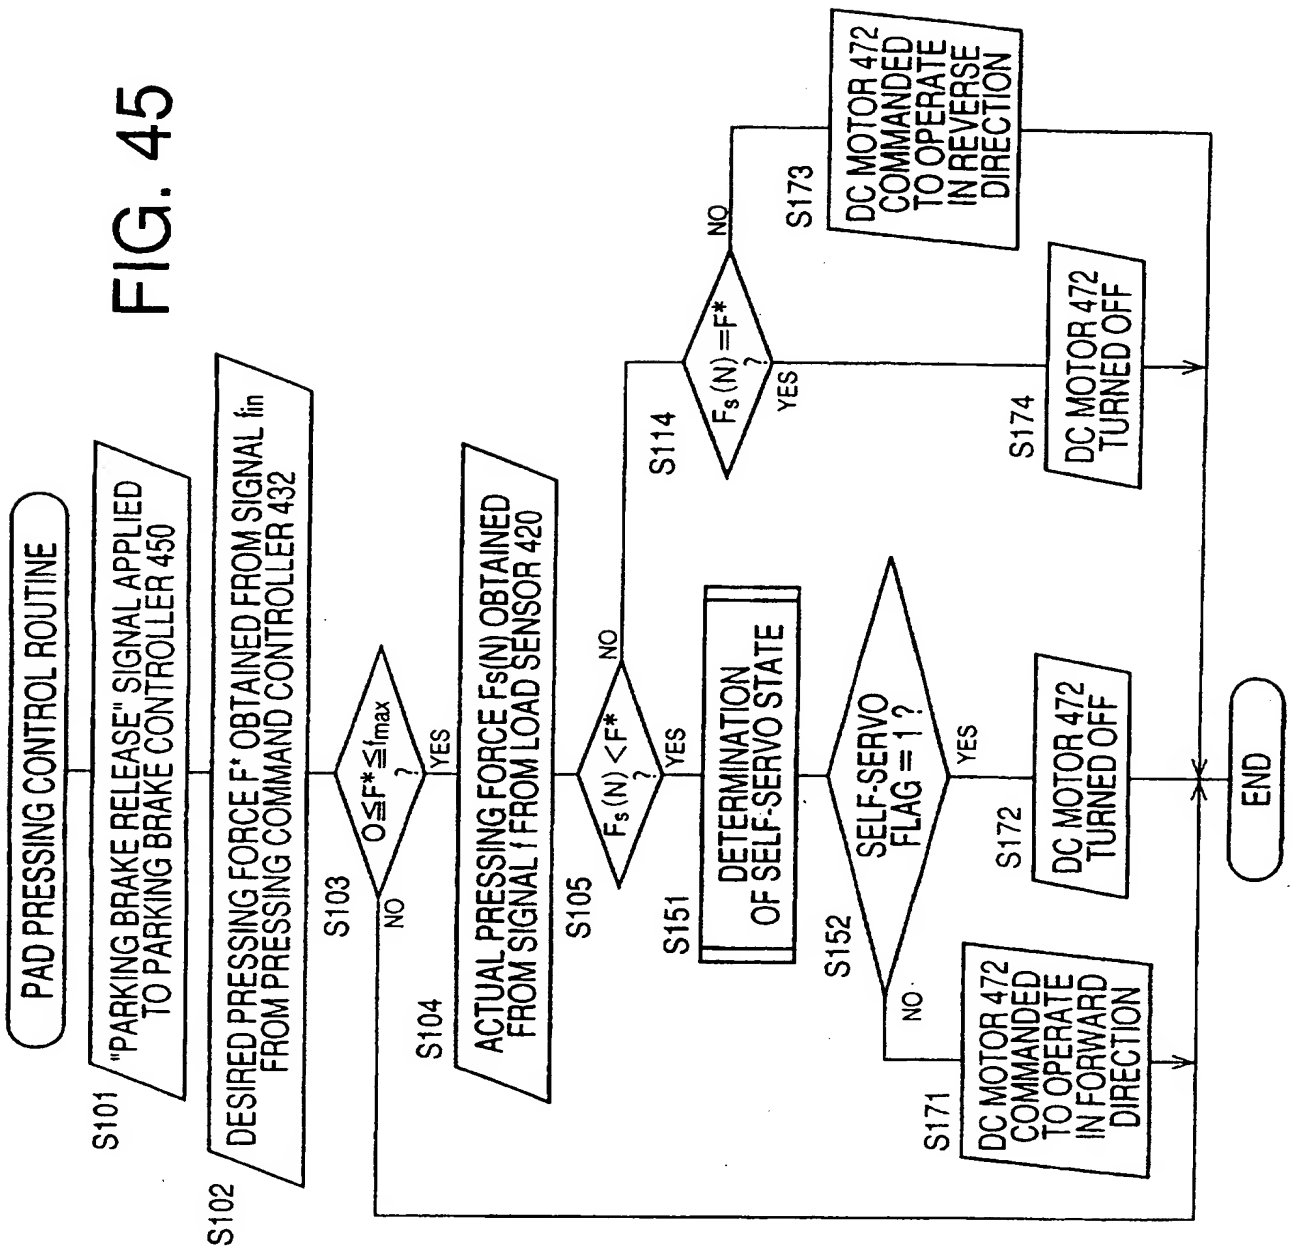 FIG. 45
PAD PRESSING CONTROL ROUTINE
S101
"PARKING BRAKE RELEASE" SIGNAL APPLIED
TO PARKING BRAKE CONTROLLER 450
S102
DESIRED PRESSING FORCE F* OBTAINED FROM SIGNAL fin
FROM PRESSING COMMAND CONTROLLER 432
S103
0≦F*≦fmax
?
NO
YES
S104
ACTUAL PRESSING FORCE Fs(N) OBTAINED
FROM SIGNAL f FROM LOAD SENSOR 420
S105
Fs(N)<F*
?
NO
YES
S151
DETERMINATION
OF SELF-SERVO STATE
S114
Fs(N)=F*
?
NO
YES
S152
SELF-SERVO
FLAG = 1 ?
NO
YES
S173
DC MOTOR 472
COMMANDED
TO OPERATE
IN REVERSE
DIRECTION
S171
DC MOTOR 472
COMMANDED
TO OPERATE
IN FORWARD
DIRECTION
S172
DC MOTOR 472
TURNED OFF
S174
DC MOTOR 472
TURNED OFF
END